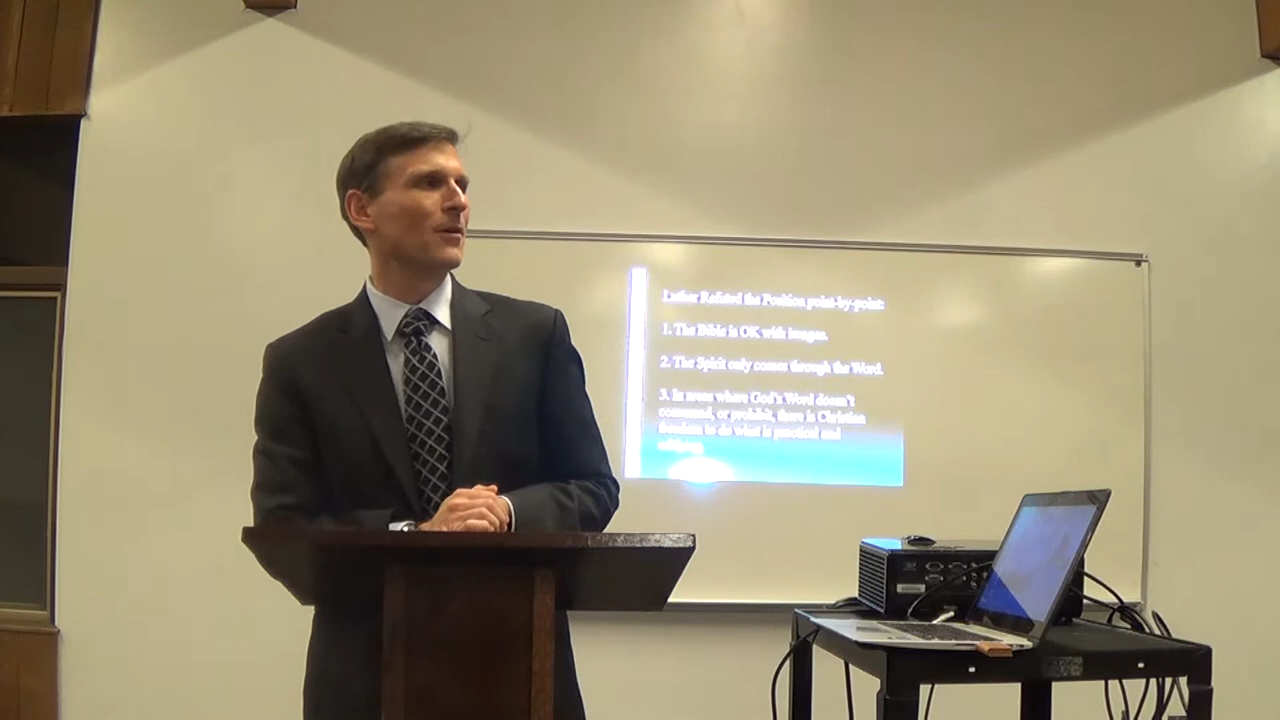 Luther Refuted the Position point-by-point:
1. The Bible is OK with images.
2. The Spirit only comes through the Word.
3. In areas where God's Word doesn't
command, or prohibit, there is Christian
freedom to do what is practical and